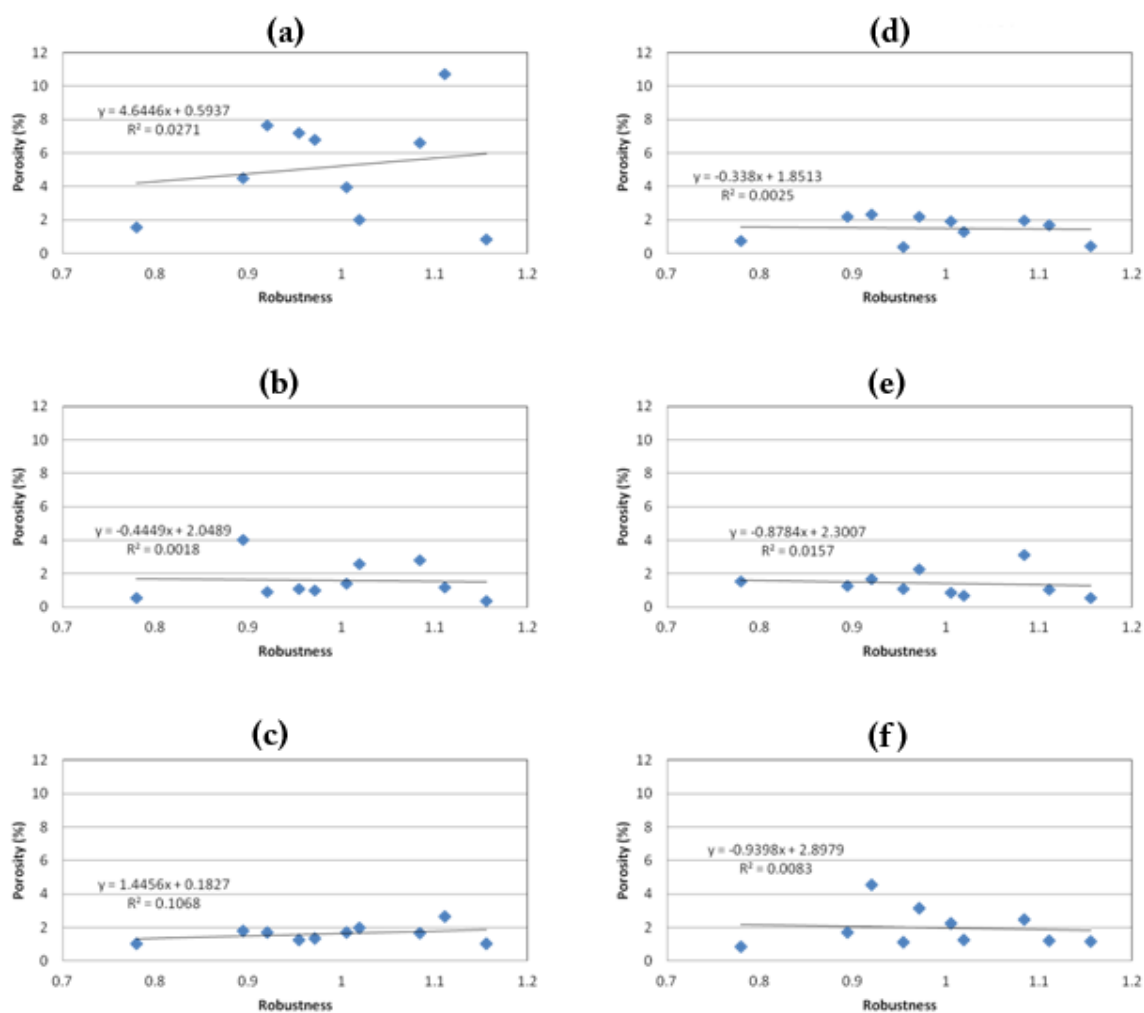 (a)
12
10
8
6
4
2
0
Porosity (%)
y = 4.6446x + 0.5937
R² = 0.0271
0.7 0.8 0.9 1 1.1 1.2
Robustness
(d)
12
10
8
6
4
2
0
Porosity (%)
y = -0.338x + 1.8513
R² = 0.0025
0.7 0.8 0.9 1 1.1 1.2
Robustness
(b)
12
10
8
6
4
2
0
Porosity (%)
y = -0.4449x + 2.0489
R² = 0.0018
0.7 0.8 0.9 1 1.1 1.2
Robustness
(e)
12
10
8
6
4
2
0
Porosity (%)
y = -0.8784x + 2.3007
R² = 0.0157
0.7 0.8 0.9 1 1.1 1.2
Robustness
(c)
12
10
8
6
4
2
0
Porosity (%)
y = 1.4456x + 0.1827
R² = 0.1068
0.7 0.8 0.9 1 1.1 1.2
Robustness
(f)
12
10
8
6
4
2
0
Porosity (%)
y = -0.9398x + 2.8979
R² = 0.0083
0.7 0.8 0.9 1 1.1 1.2
Robustness